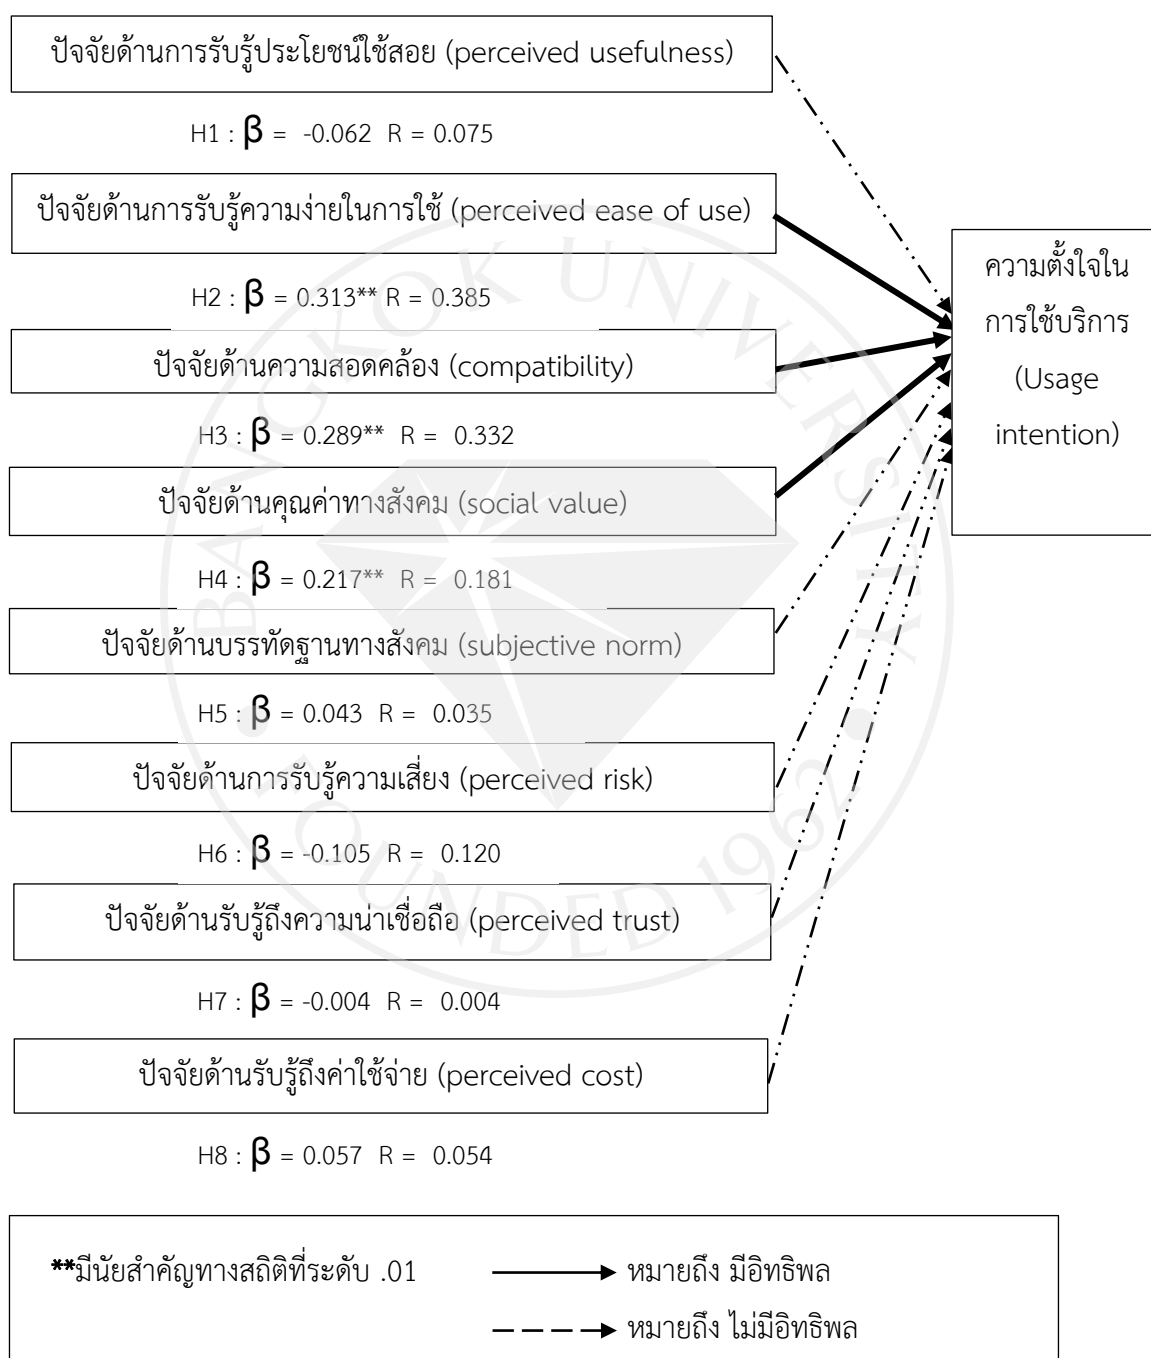 ปัจจัยด้านการรับรู้ประโยชน์ใช้สอย (perceived usefulness)
H1 : β = -0.062 R = 0.075
ปัจจัยด้านการรับรู้ความง่ายในการใช้ (perceived ease of use)
H2 : β = 0.313** R = 0.385
ปัจจัยด้านความสอดคล้อง (compatibility)
H3 : β = 0.289** R = 0.332
ปัจจัยด้านคุณค่าทางสังคม (social value)
H4 : β = 0.217** R = 0.181
ปัจจัยด้านบรรทัดฐานทางสังคม (subjective norm)
H5 : β = 0.043 R = 0.035
ปัจจัยด้านการรับรู้ความเสี่ยง (perceived risk)
H6 : β = -0.105 R = 0.120
ปัจจัยด้านรับรู้ถึงความน่าเชื่อถือ (perceived trust)
H7 : β = -0.004 R = 0.004
ปัจจัยด้านรับรู้ถึงค่าใช้จ่าย (perceived cost)
H8 : β = 0.057 R = 0.054
ความตั้งใจใน
การใช้บริการ
(Usage
intention)
**มีนัยสำคัญทางสถิติที่ระดับ .01
หมายถึง มีอิทธิพล
หมายถึง ไม่มีอิทธิพล
BANGKOK UNIVERSITY
FOUNDED 1962